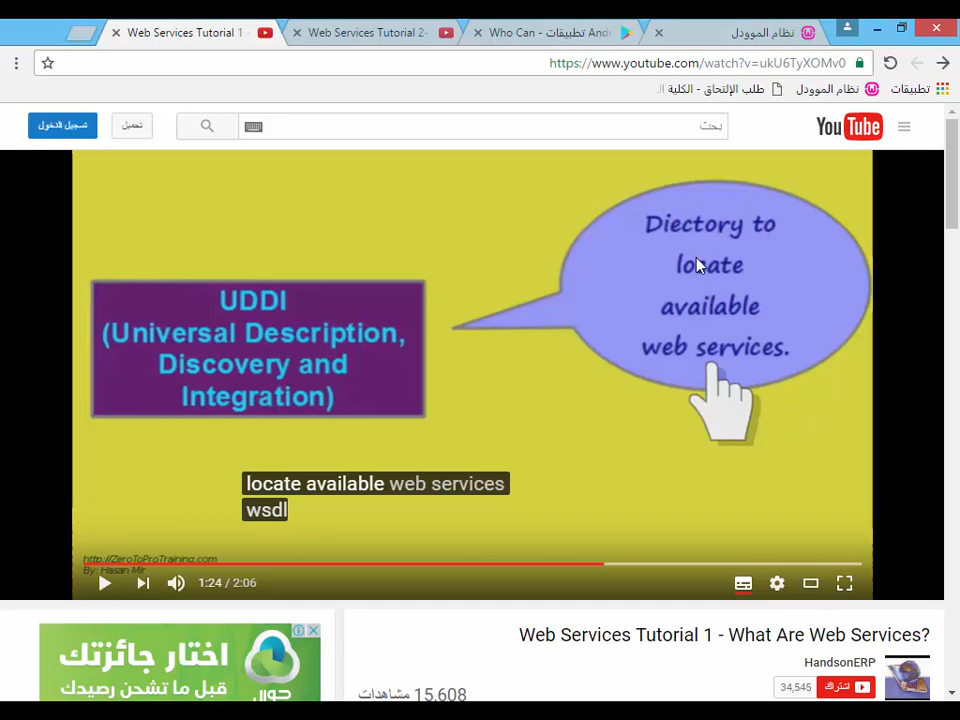 Web Services Tutorial 1 -
Web Services Tutorial 2-
Who Can - تطبيقات Andr
نظام الموودل
https://www.youtube.com/watch?v=ukU6TyXOMv0
تطبيقات
نظام الموودل
طلب الإلتحاق - الكلية الـ
تسجيل الدخول
تحميل
بحث
YouTube
Diectory to
locate
available
web services.
UDDI
(Universal Description,
Discovery and
Integration)
locate available web services
wsdl
http://ZeroToProTraining.com
By: Hasan Mir
1:24 / 2:06
اختار جائزتك
قبل ما تشحن رصيدك
جوال
Web Services Tutorial 1 - What Are Web Services?
HandsonERP
اشتراك 34,545
15,608 مشاهدات